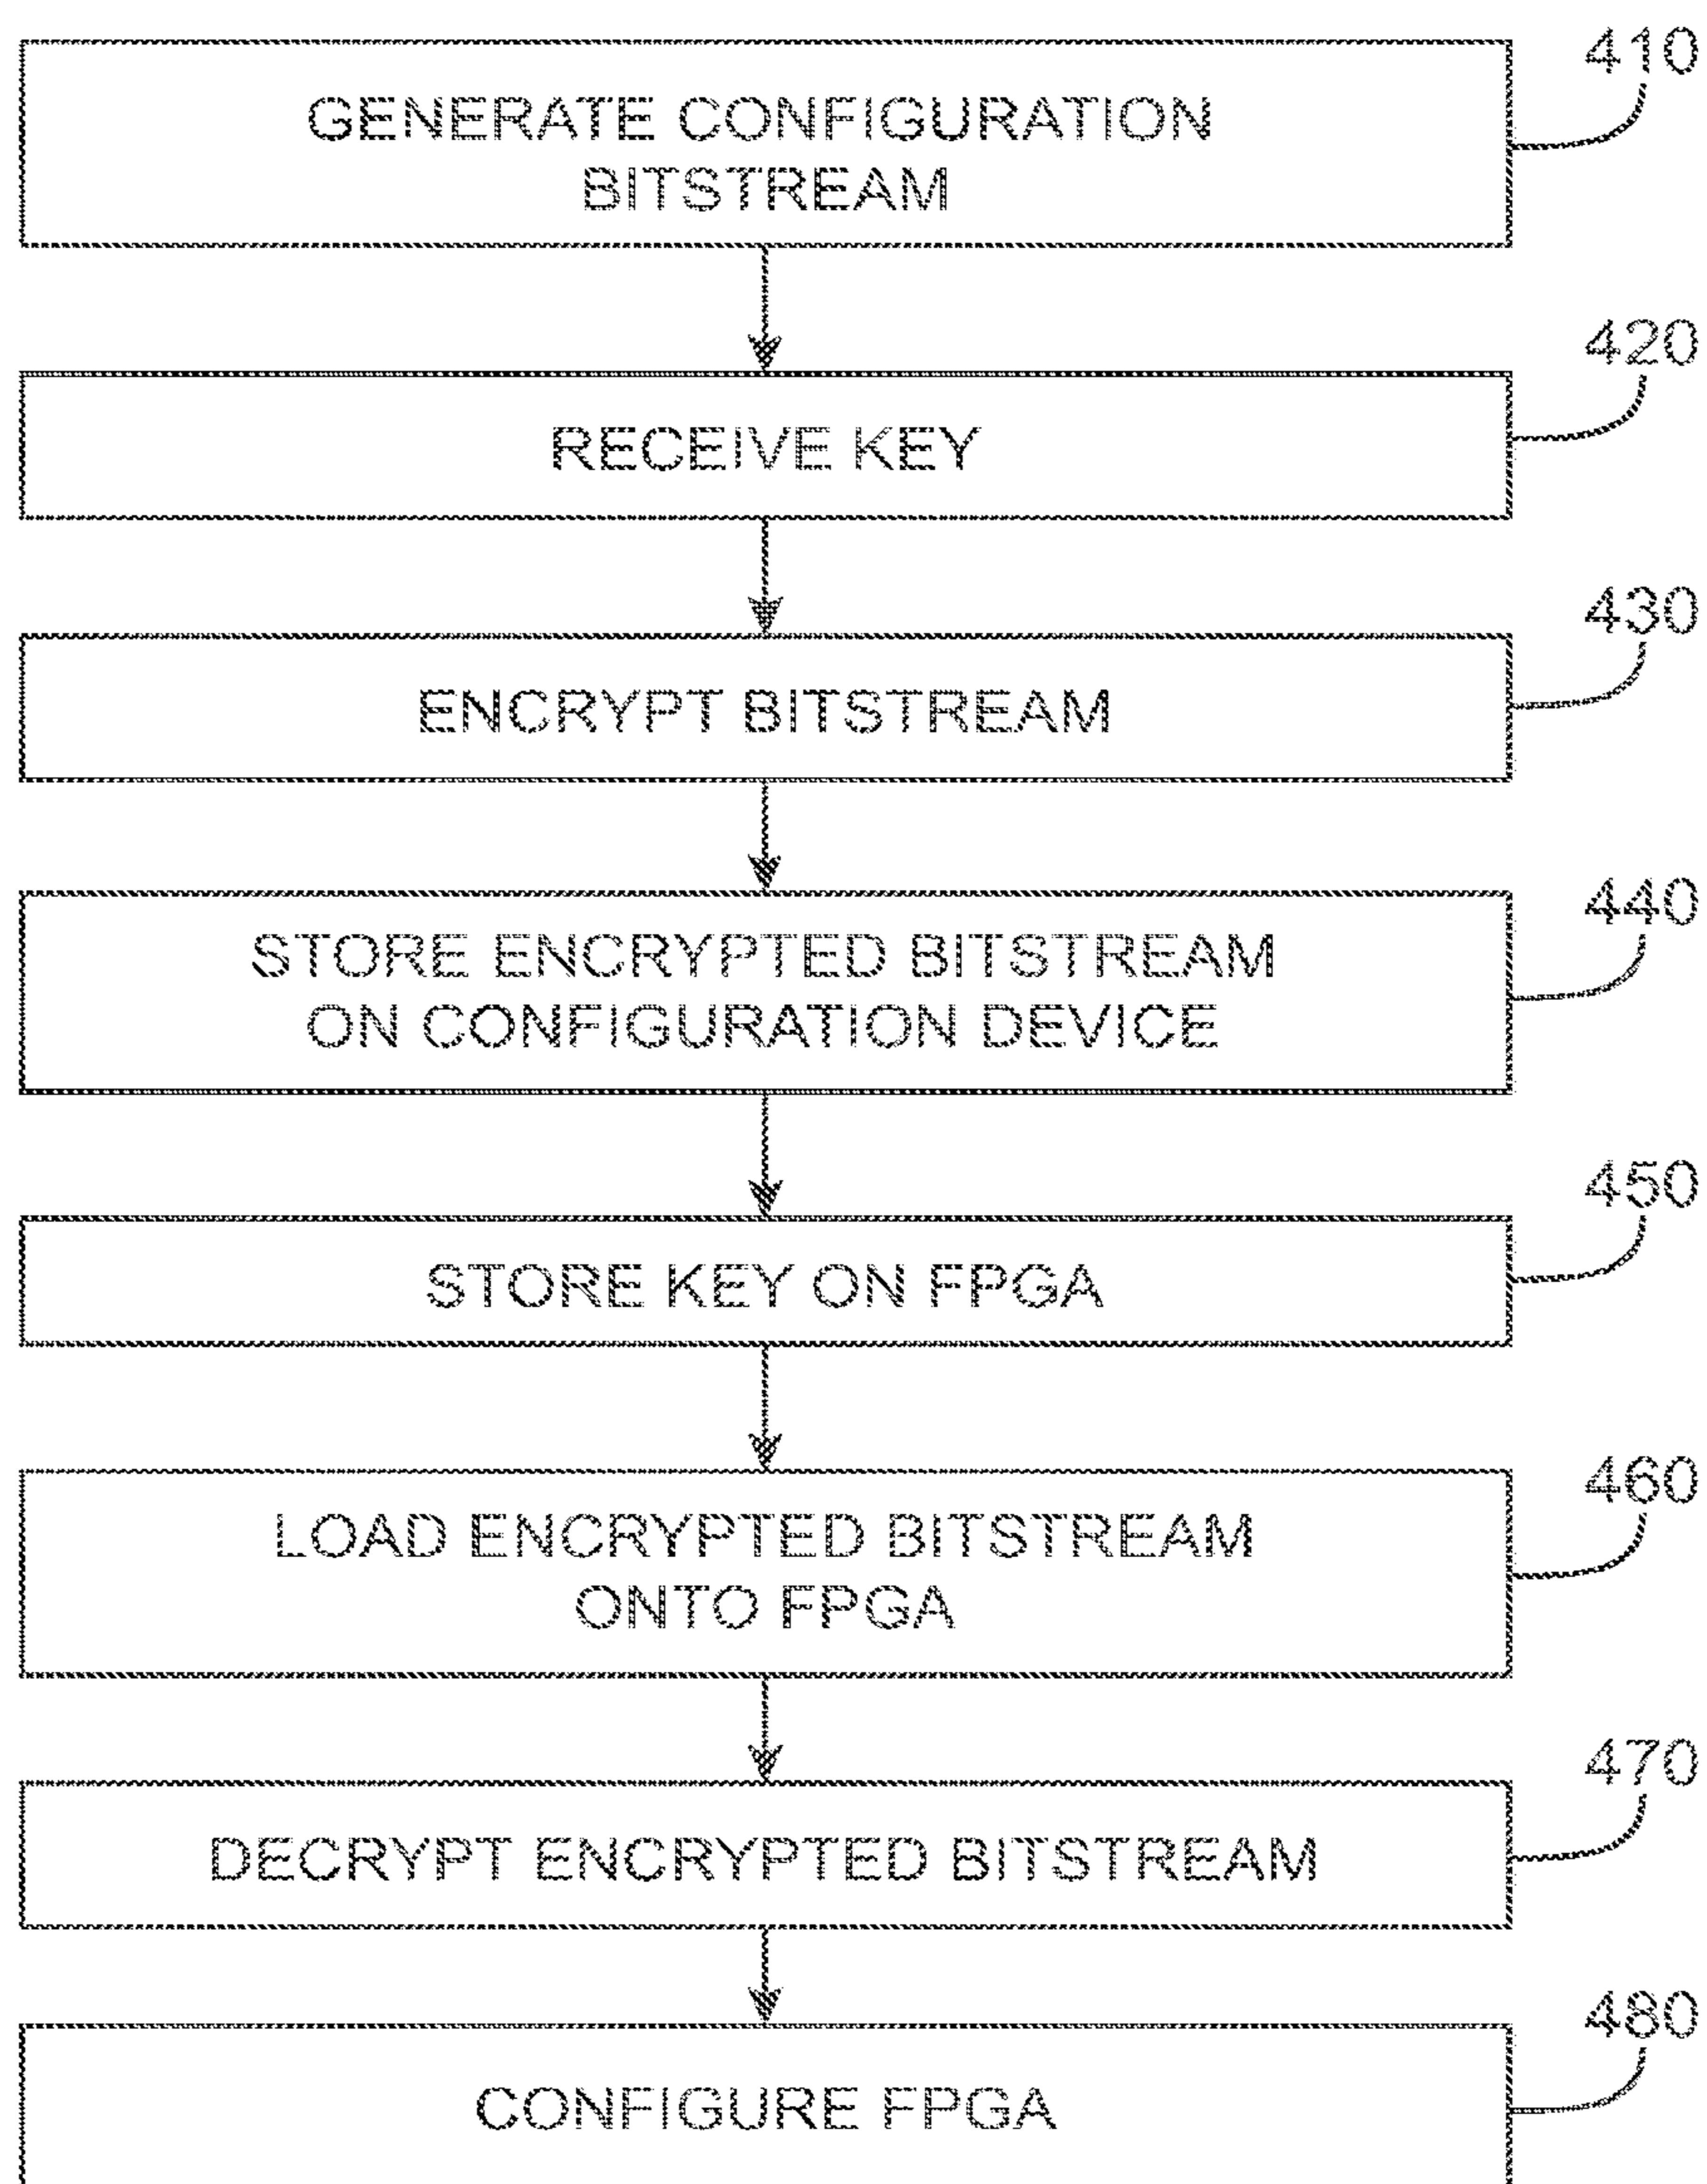 410
GENERATE CONFIGURATION
BITSTREAM
420
RECEIVE KEY
430
ENCRYPT BITSTREAM
440
STORE ENCRYPTED BITSTREAM
ON CONFIGURATION DEVICE
450
STORE KEY ON FPGA
460
LOAD ENCRYPTED BITSTREAM
ONTO FPGA
470
DECRYPT ENCRYPTED BITSTREAM
480
CONFIGURE FPGA